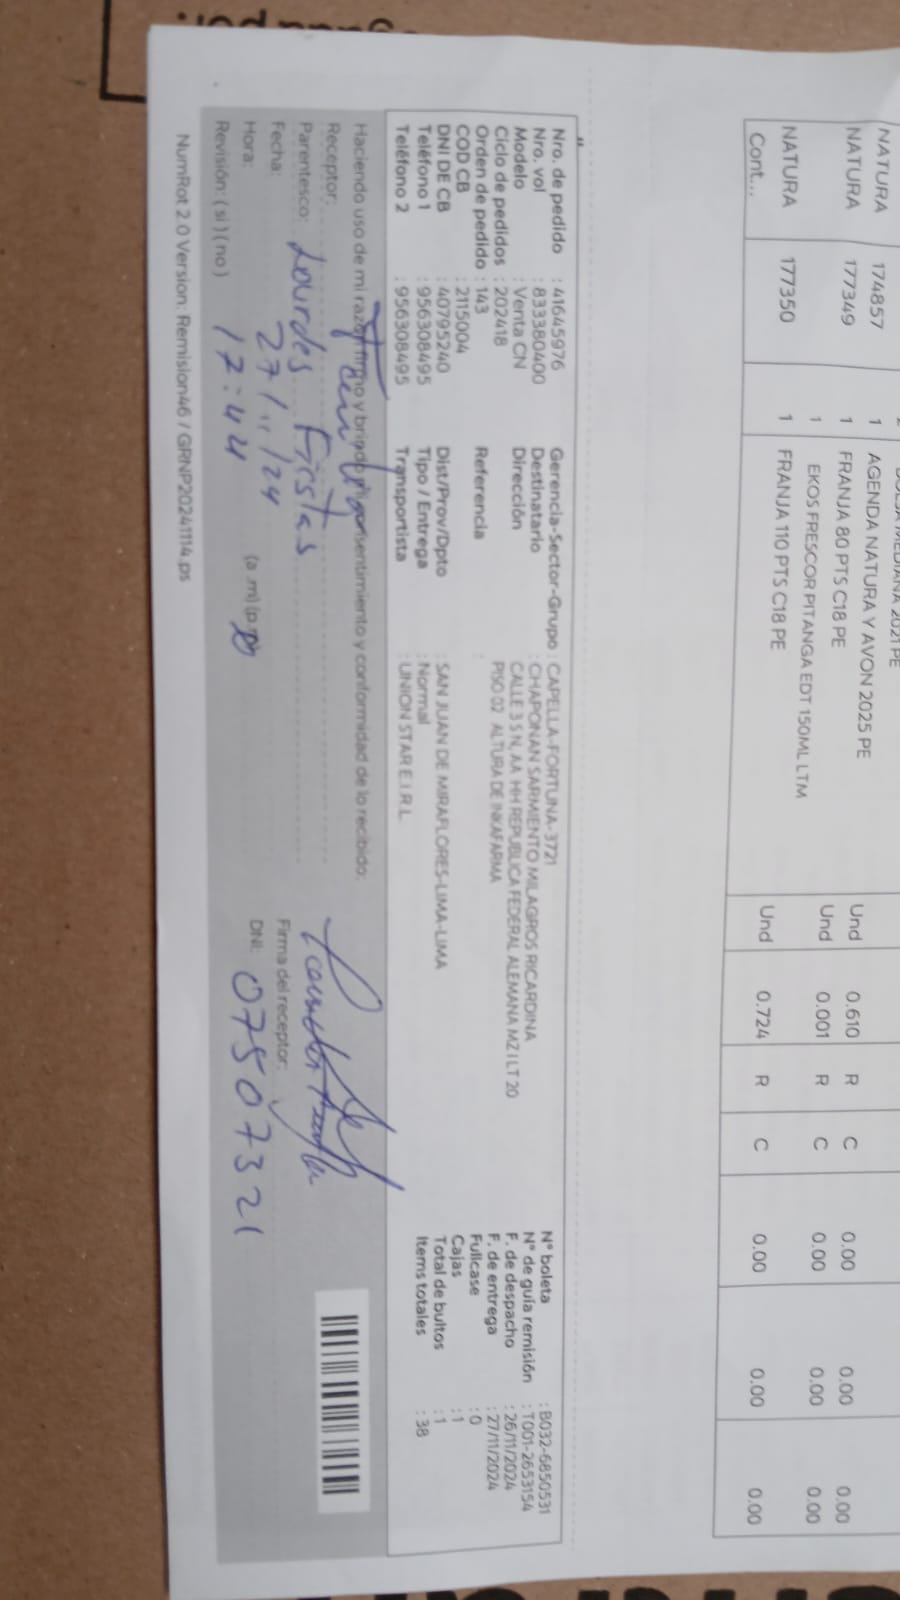 NATURA 174857 1 AGENDA NATURA Y AVON 2025 PE
NATURA 177349 1 FRANJA 80 PTS C18 PE Und 0.610 R C 0.00 0.00 0.00
1 EKOS FRESCOR PITANGA EDT 150ML LTM Und 0.001 R C 0.00 0.00 0.00
NATURA 177350 1 FRANJA 110 PTS C18 PE Und 0.724 R C 0.00 0.00 0.00
Cont...
Nro. de pedido : 41645976
Nro. vol : 833380400
Modelo : Venta CN
Ciclo de pedidos : 202418
Orden de pedido : 143
COD CB : 2115004
DNI DE CB : 40795240
Teléfono 1 : 956308495
Teléfono 2 : 956308495
Gerencia-Sector-Grupo : CAPELLA-FORTUNA-3721
Destinatario : CHAPONAN SARMIENTO MILAGROS RICARDINA
Dirección : CALLE 3 S N, AA HH REPUBLICA FEDERAL ALEMANA MZ I LT 20
PISO 02 ALTURA DE INKAFARMA
Referencia :
Dist/Prov/Dpto : SAN JUAN DE MIRAFLORES-LIMA-LIMA
Tipo / Entrega : Normal
Transportista : UNION STAR E.I.R.L
N° boleta : B032-6850531
N° de guía remisión : T001-2653154
F. de despacho : 26/11/2024
F. de entrega : 27/11/2024
Fullcase : 0
Cajas : 1
Total de bultos : 1
Items totales : 38
Haciendo uso de mi razón firmo y brindo mi consentimiento y conformidad de lo recibido:
Receptor:
Parentesco: Lourdes Fiestas
Fecha: 27/11/24
Hora: 17:44 (a.m) (p.m)
Revisión: ( si ) ( no )
Firma del receptor:
DNI: 07507321
NumRot 2.0 Version: Remision46 / GRNP20241114.ps